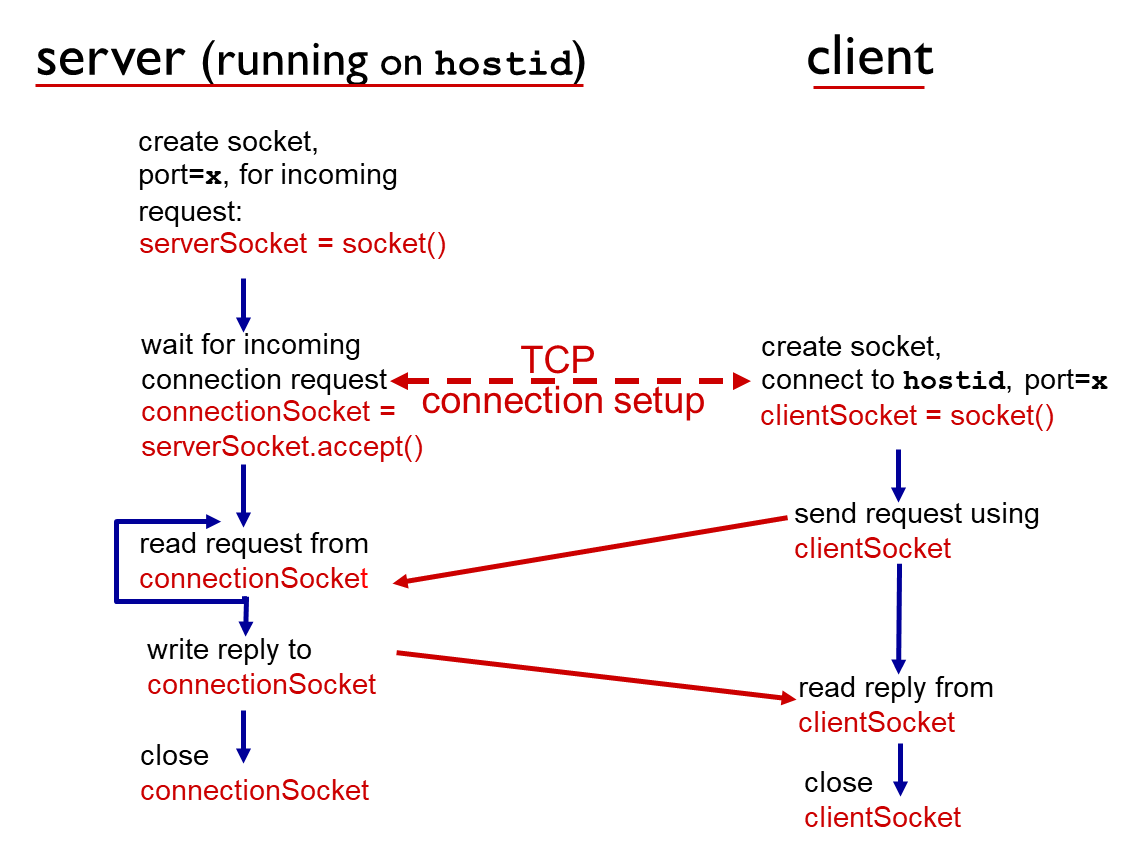 server (running on hostid)
client
create socket,
port=x, for incoming
request:
serverSocket = socket()
wait for incoming
connection request
connectionSocket =
serverSocket.accept()
TCP
connection setup
create socket,
connect to hostid, port=x
clientSocket = socket()
read request from
connectionSocket
send request using
clientSocket
write reply to
connectionSocket
read reply from
clientSocket
close
connectionSocket
close
clientSocket